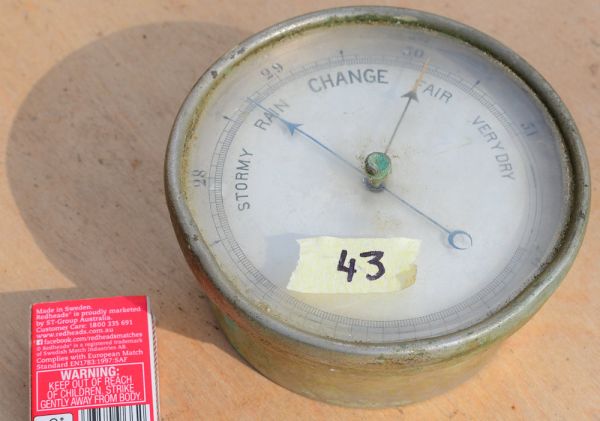 28
29
30
31
STORMY
RAIN
CHANGE
FAIR
VERY DRY
43
Made in Sweden.
Redheads® is proudly marketed
by ST-Group Australia.
Customer Care: 1800 335 691
www.redheads.com.au
facebook.com/redheadsmatches
® Redheads® is a registered trademark
of Swedish Match Industries AB.
Complies with European Match
Standard EN1783:1997:SAF
WARNING:
KEEP OUT OF REACH
OF CHILDREN. STRIKE
GENTLY AWAY FROM BODY.